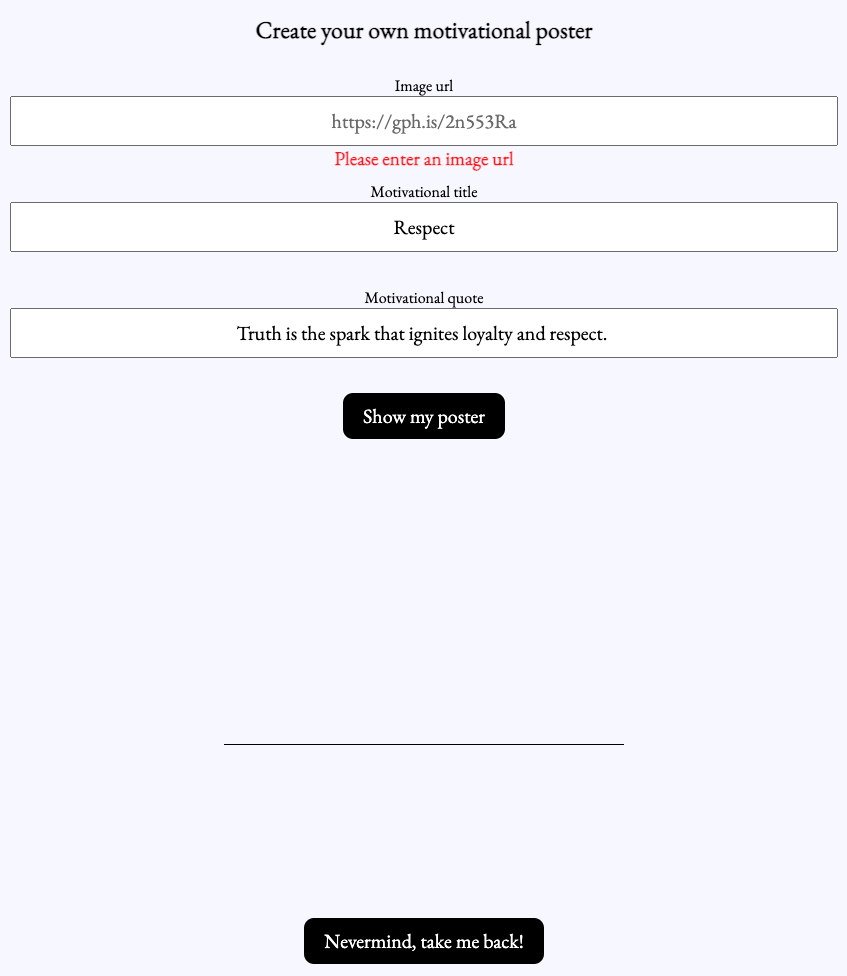 Create your own motivational poster
Image url
https://gph.is/2n553Ra
Please enter an image url
Motivational title
Respect
Motivational quote
Truth is the spark that ignites loyalty and respect.
Show my poster
Nevermind, take me back!